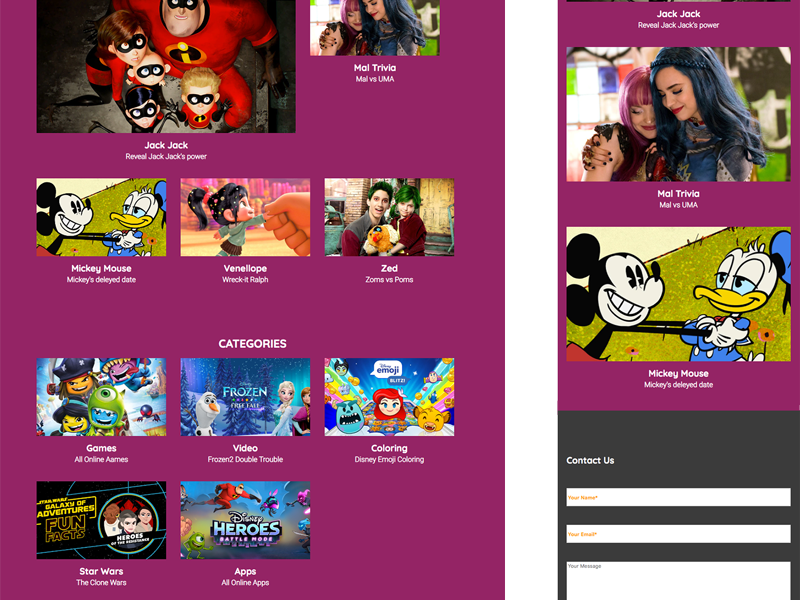 Mal Trivia
Mal vs UMA
Jack Jack
Reveal Jack Jack's power
Mickey Mouse
Mickey's deleyed date
Venellope
Wreck-it Ralph
Zed
Zoms vs Poms
CATEGORIES
Disney
FROZEN
FREE FALL
Disney
emoji
BLITZ!
Games
All Online Aames
Video
Frozen2 Double Trouble
Coloring
Disney Emoji Coloring
STAR WARS
GALAXY OF
ADVENTURES
FUN
FACTS
HEROES
OF THE RESISTANCE
Disney
HEROES
BATTLE MODE
Star Wars
The Clone Wars
Apps
All Online Apps
Jack Jack
Reveal Jack Jack's power
Mal Trivia
Mal vs UMA
Mickey Mouse
Mickey's deleyed date
Contact Us
Your Name*
Your Email*
Your Message